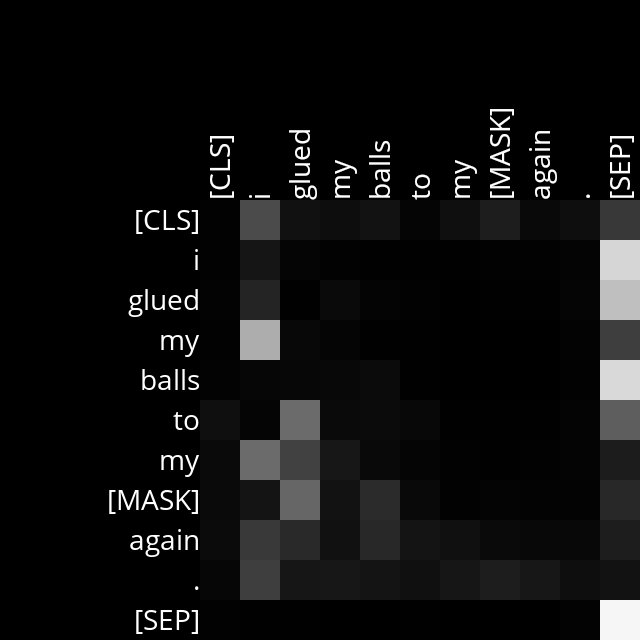 [CLS] i glued my balls to my [MASK] again . [SEP]
[CLS]
i
glued
my
balls
to
my
[MASK]
again
.
[SEP]